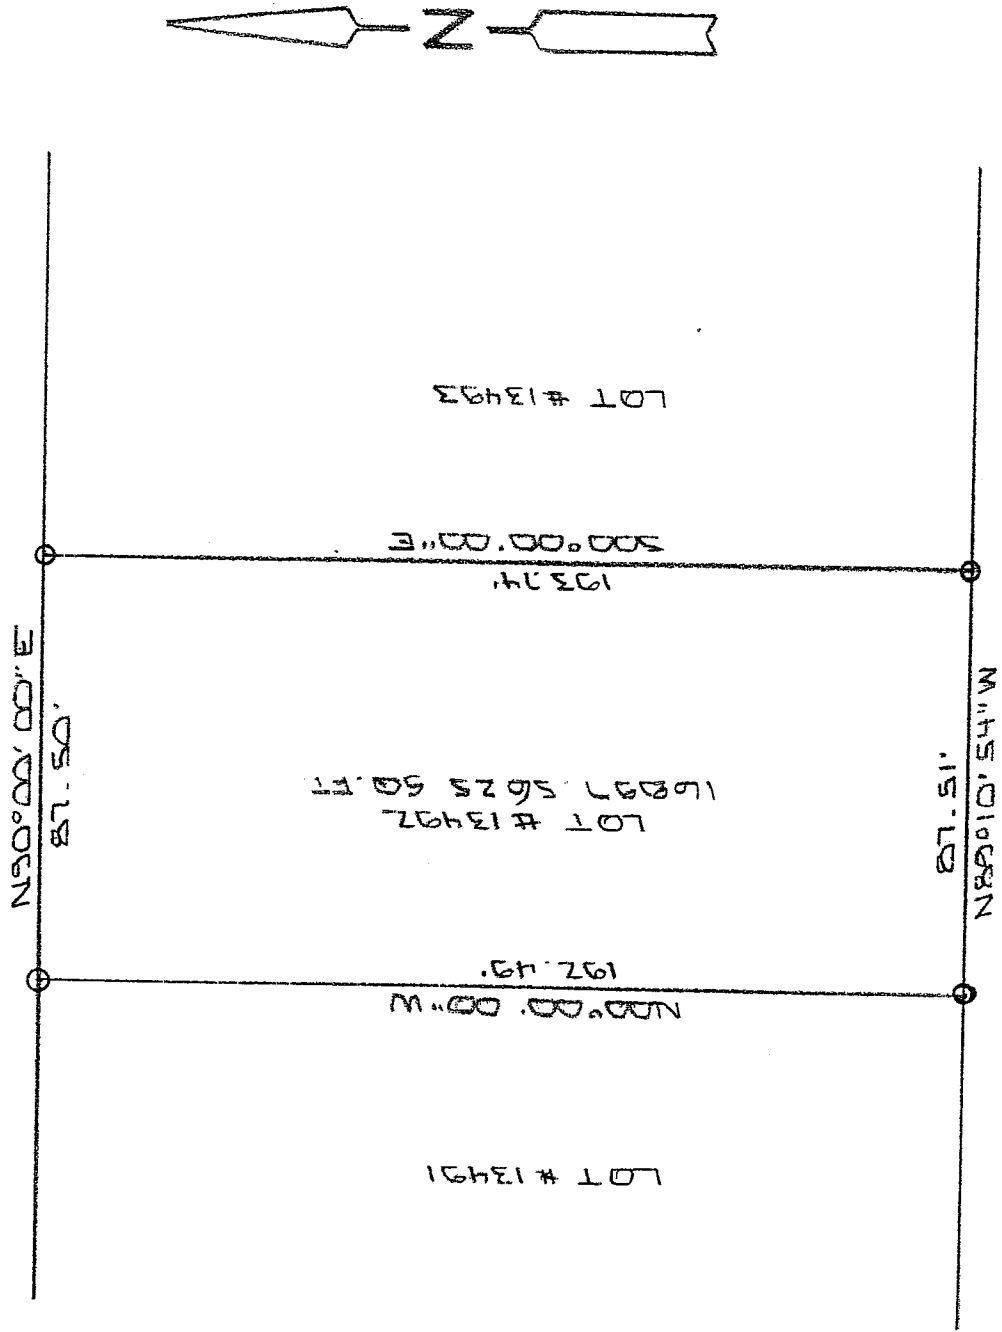 LOT #13491
N00°00'00"W
192.49'
N89°10'54"W
87.51'
LOT #13492
16897.5625 SQ.FT
N90°00'00"E
87.50'
193.74'
S00°00'00"E
LOT #13493
N